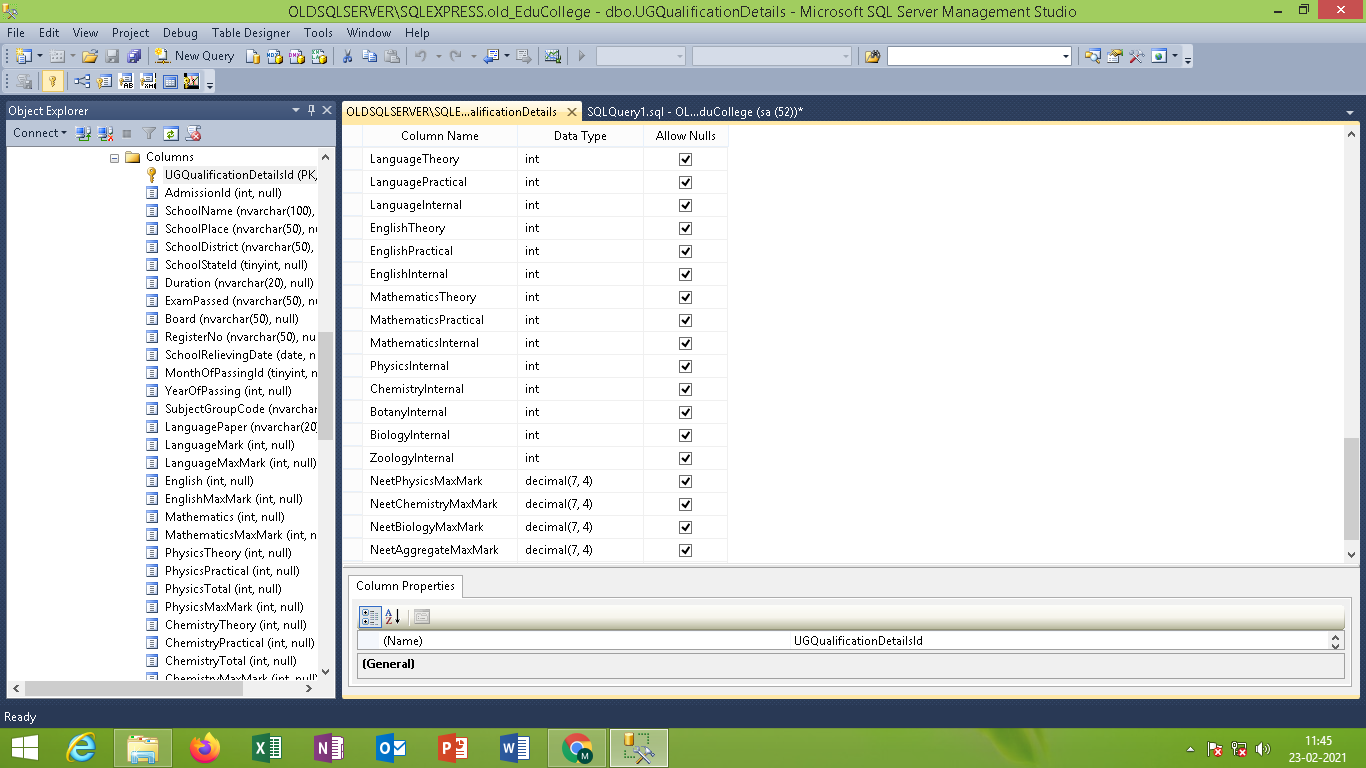 OLDSQLSERVER\SQLEXPRESS.old_EduCollege - dbo.UGQualificationDetails - Microsoft SQL Server Management Studio
File Edit View Project Debug Table Designer Tools Window Help
New Query
Object Explorer
Connect
Columns
UGQualificationDetailsId (PK,
AdmissionId (int, null)
SchoolName (nvarchar(100),
SchoolPlace (nvarchar(50), nu
SchoolDistrict (nvarchar(50),
SchoolStateId (tinyint, null)
Duration (nvarchar(20), null)
ExamPassed (nvarchar(50), nu
Board (nvarchar(50), null)
RegisterNo (nvarchar(50), nu
SchoolRelievingDate (date, n
MonthOfPassingId (tinyint, n
YearOfPassing (int, null)
SubjectGroupCode (nvarchar
LanguagePaper (nvarchar(20)
LanguageMark (int, null)
LanguageMaxMark (int, null)
English (int, null)
EnglishMaxMark (int, null)
Mathematics (int, null)
MathematicsMaxMark (int, n
PhysicsTheory (int, null)
PhysicsPractical (int, null)
PhysicsTotal (int, null)
PhysicsMaxMark (int, null)
ChemistryTheory (int, null)
ChemistryPractical (int, null)
ChemistryTotal (int, null)
ChemistryMaxMark (int, null)
OLDSQLSERVER\SQLE...alificationDetails
SQLQuery1.sql - OL...duCollege (sa (52))*
Column Name Data Type Allow Nulls
LanguageTheory int
LanguagePractical int
LanguageInternal int
EnglishTheory int
EnglishPractical int
EnglishInternal int
MathematicsTheory int
MathematicsPractical int
MathematicsInternal int
PhysicsInternal int
ChemistryInternal int
BotanyInternal int
BiologyInternal int
ZoologyInternal int
NeetPhysicsMaxMark decimal(7, 4)
NeetChemistryMaxMark decimal(7, 4)
NeetBiologyMaxMark decimal(7, 4)
NeetAggregateMaxMark decimal(7, 4)
Column Properties
(Name) UGQualificationDetailsId
(General)
Ready
11:45
23-02-2021